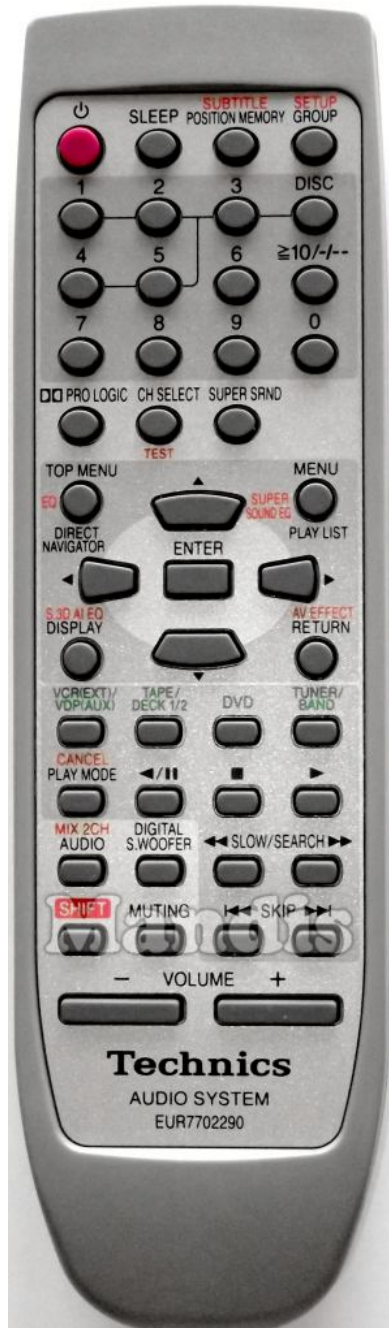 SUBTITLE SETUP
SLEEP POSITION MEMORY GROUP
1 2 3 DISC
4 5 6 ≧10/-/--
7 8 9 0
PRO LOGIC CH SELECT SUPER SRND
TEST
TOP MENU MENU
EQ SUPER
SOUND EQ
DIRECT
NAVIGATOR
ENTER
PLAY LIST
S.3D AI EQ AV EFFECT
DISPLAY RETURN
VCR(EXT)/ TAPE/ TUNER/
VDP(AUX) DECK 1/2 DVD BAND
CANCEL
PLAY MODE
MIX 2CH DIGITAL
AUDIO S.WOOFER SLOW/SEARCH
SHIFT MUTING SKIP
Mandis
− VOLUME +
Technics
AUDIO SYSTEM
EUR7702290